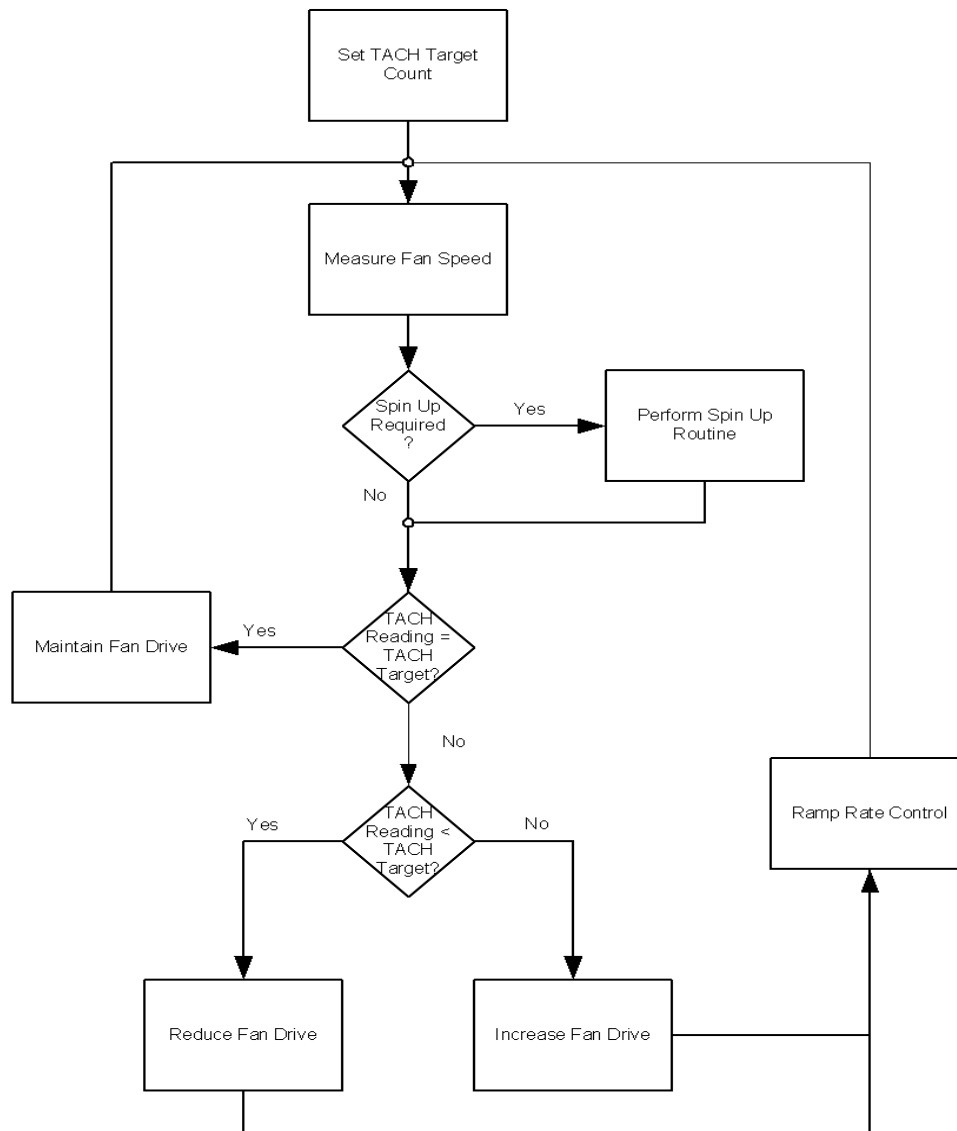 Set TACH Target
Count
Measure Fan Speed
Spin Up
Required
?
Yes
Perform Spin Up
Routine
No
TACH
Reading =
TACH
Target?
Yes
Maintain Fan Drive
No
TACH
Reading <
TACH
Target?
Yes
No
Ramp Rate Control
Reduce Fan Drive
Increase Fan Drive